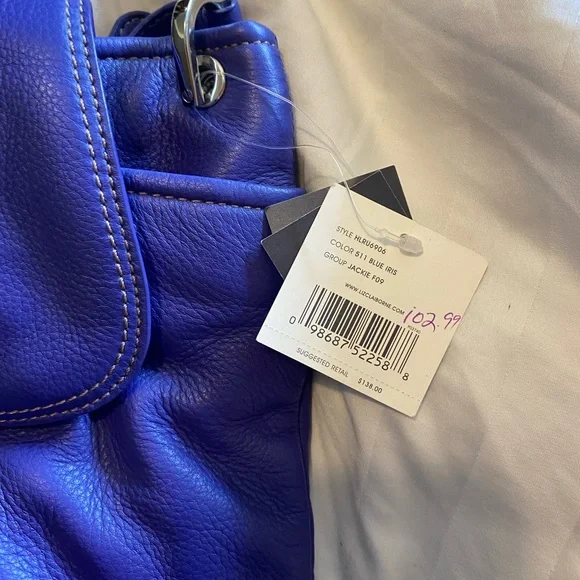 STYLE HLRU6906
COLOR 511 BLUE IRIS
GROUP JACKIE F09
WWW.LIZCLAIBORNE.COM
102.99
0 98687 52258 8
SUGGESTED RETAIL $138.00